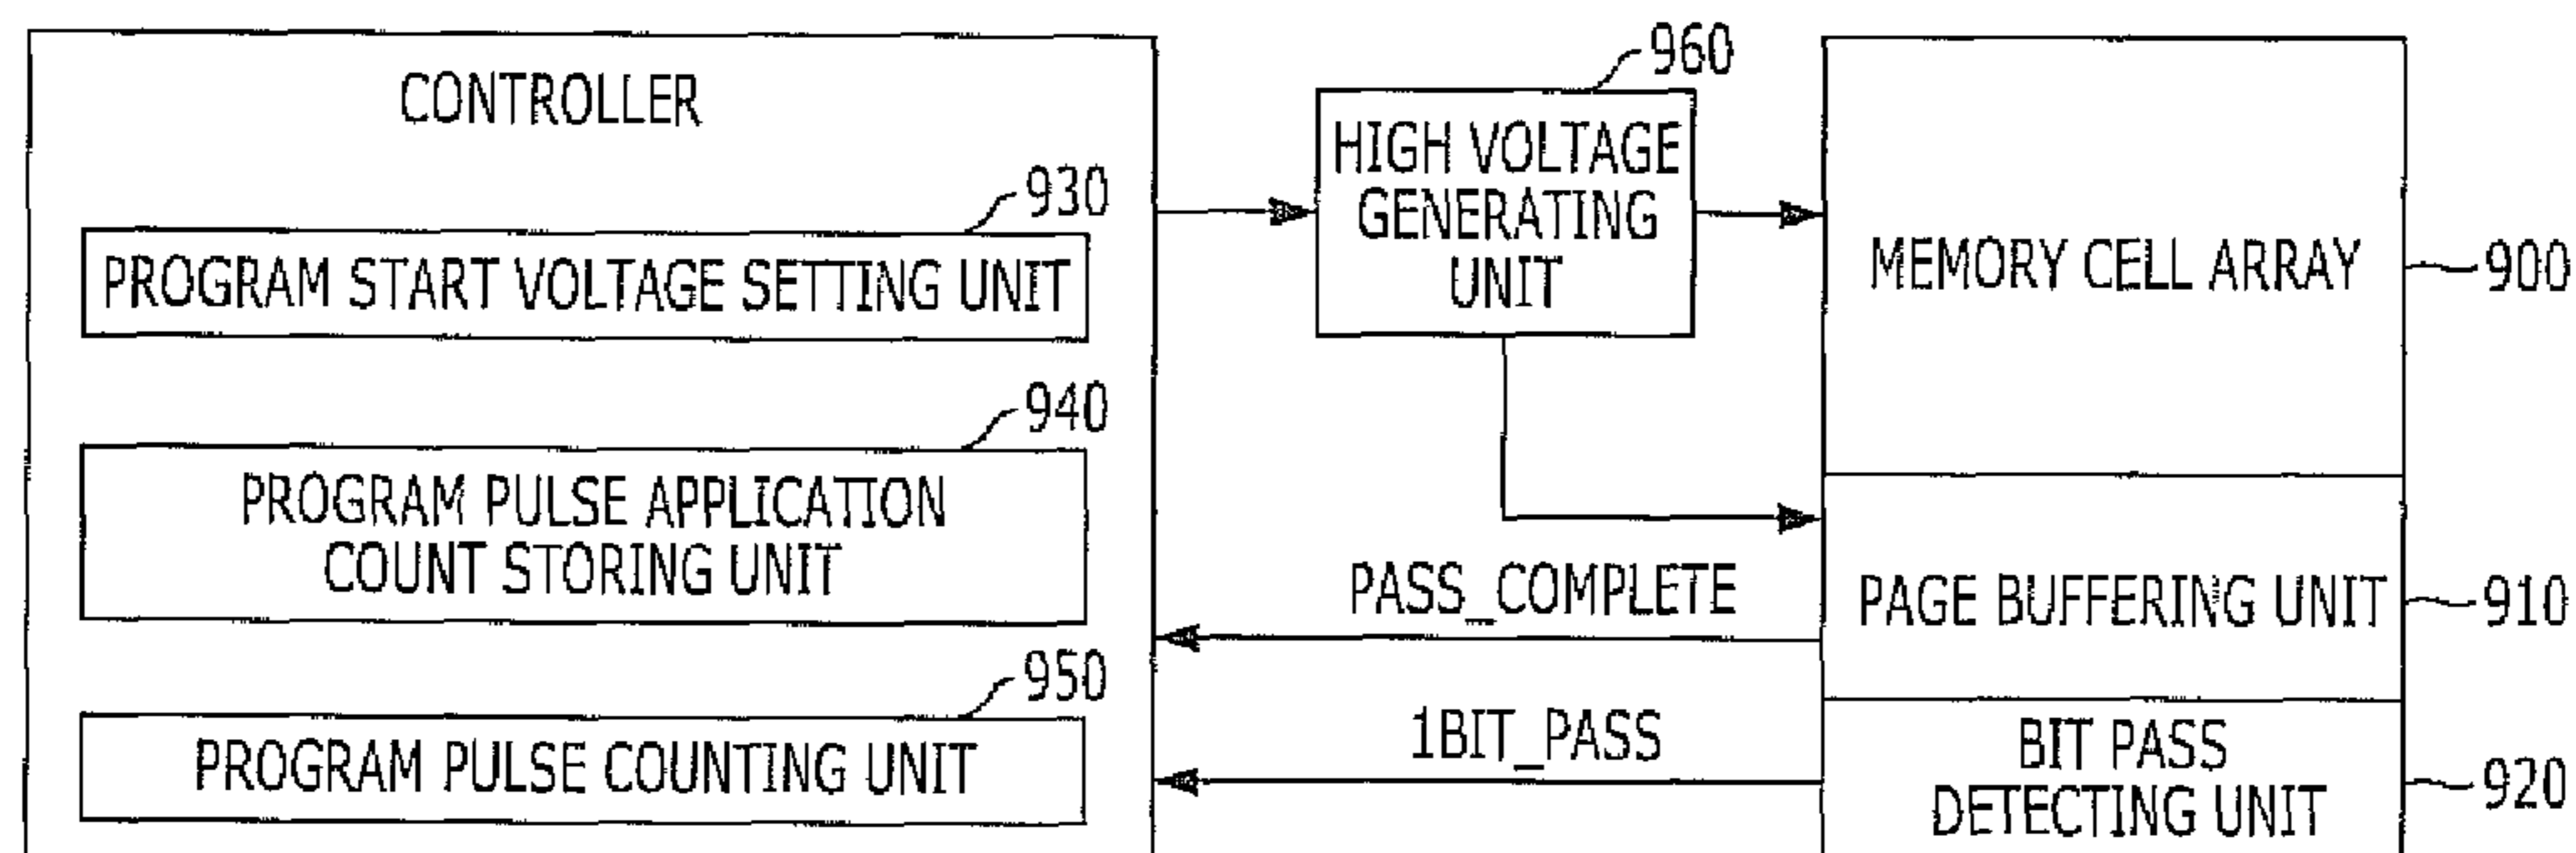 CONTROLLER
930
PROGRAM START VOLTAGE SETTING UNIT
940
PROGRAM PULSE APPLICATION
COUNT STORING UNIT
950
PROGRAM PULSE COUNTING UNIT
960
HIGH VOLTAGE
GENERATING
UNIT
PASS_COMPLETE
1BIT_PASS
MEMORY CELL ARRAY
900
PAGE BUFFERING UNIT
910
BIT PASS
DETECTING UNIT
920